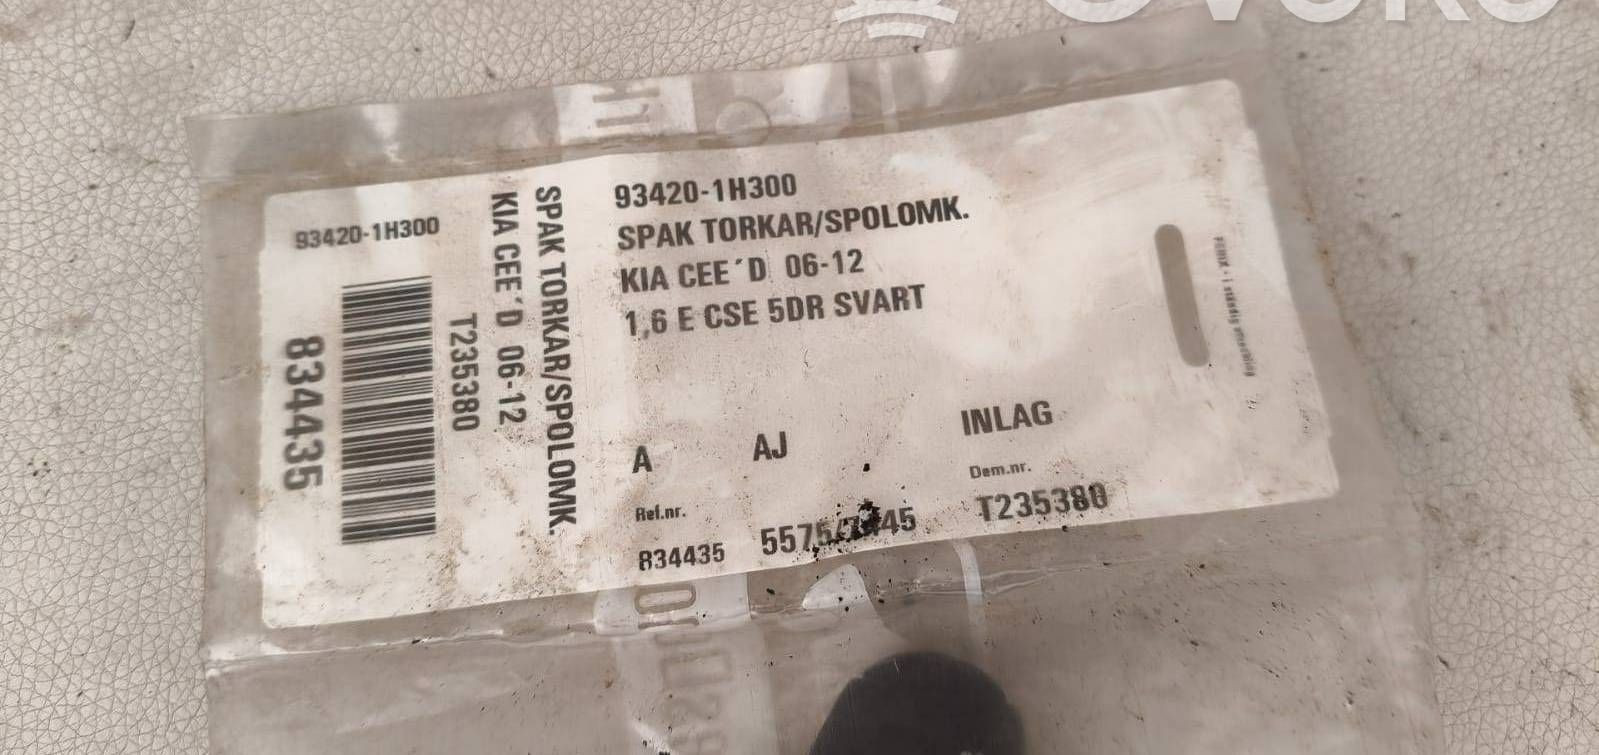 93420-1H300
SPAK TORKAR/SPOLOMK.
KIA CEE´D 06-12
1,6 E CSE 5DR SVART
A AJ INLAG
Ref.nr. Dem.nr.
834435 T235380
93420-1H300
834435
T235380
KIA CEE´D 06-12
SPAK TORKAR/SPOLOMK.